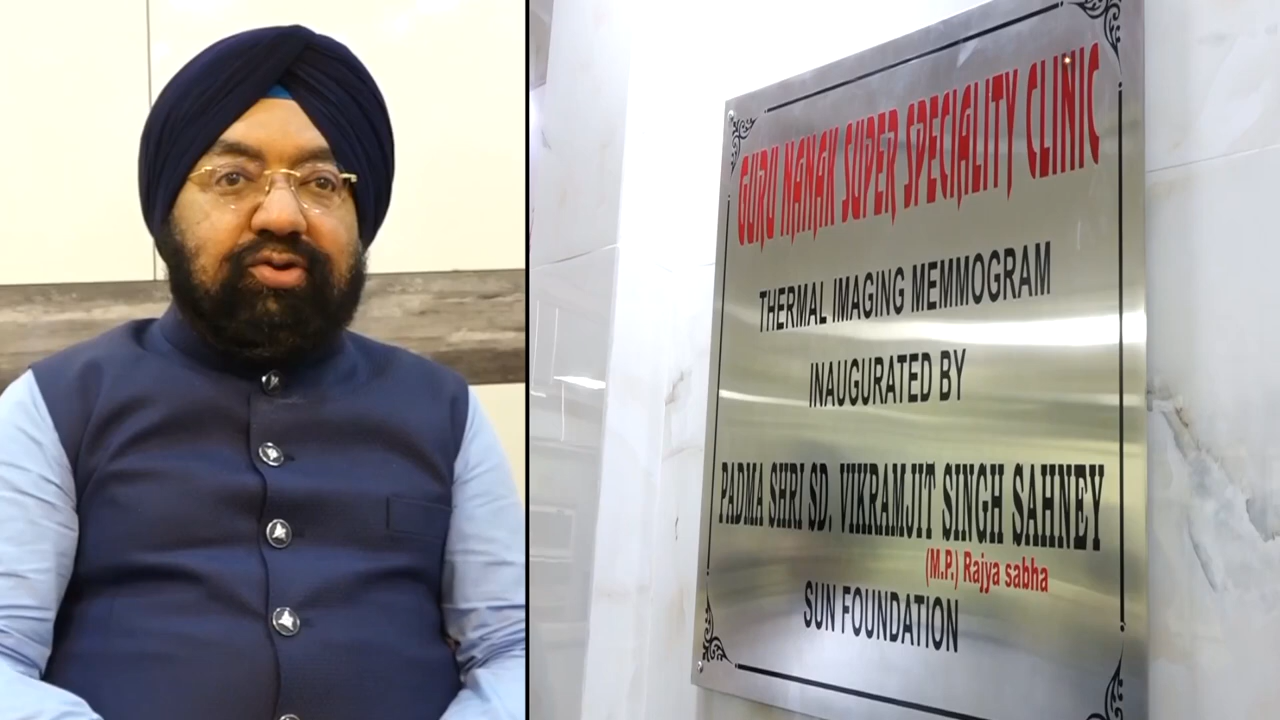 GURU NANAK SUPER SPECIALITY CLINIC
THERMAL IMAGING MEMMOGRAM
INAUGURATED BY
PADMA SHRI SD. VIKRAMJIT SINGH SAHNEY
(M.P.) Rajya sabha
SUN FOUNDATION